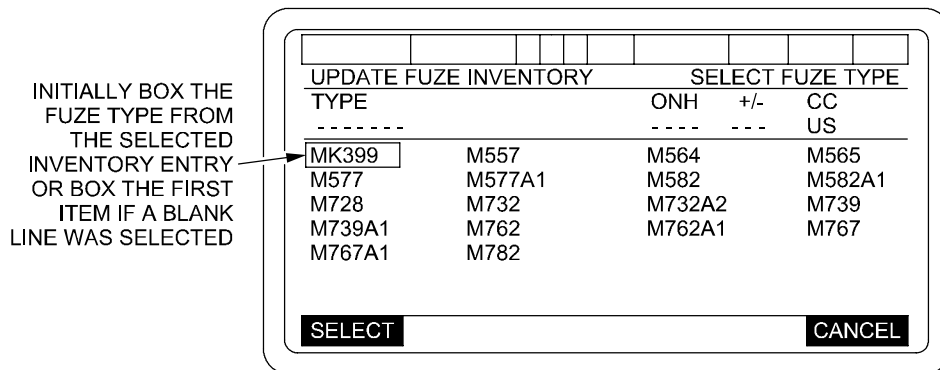 INITIALLY BOX THE
FUZE TYPE FROM
THE SELECTED
INVENTORY ENTRY
OR BOX THE FIRST
ITEM IF A BLANK
LINE WAS SELECTED
UPDATE FUZE INVENTORY SELECT FUZE TYPE
TYPE ONH +/- CC
- - - - - - - - - - - - - - US
MK399 M557 M564 M565
M577 M577A1 M582 M582A1
M728 M732 M732A2 M739
M739A1 M762 M762A1 M767
M767A1 M782
SELECT CANCEL